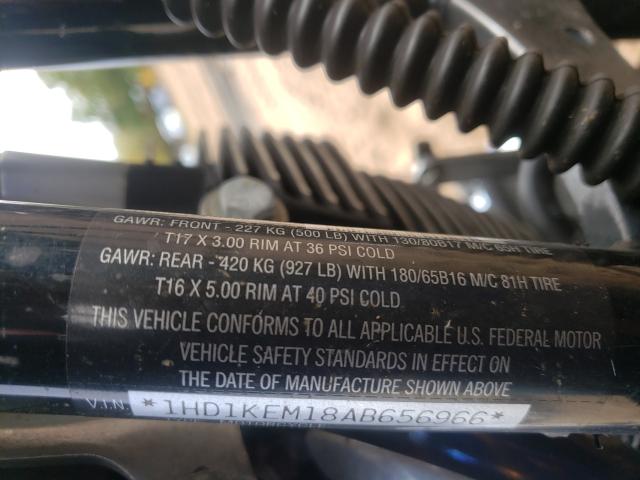 GAWR: FRONT - 227 KG (500 LB) WITH 130/80B17 M/C 65H TIRE
T17 X 3.00 RIM AT 36 PSI COLD
GAWR: REAR - 420 KG (927 LB) WITH 180/65B16 M/C 81H TIRE
T16 X 5.00 RIM AT 40 PSI COLD
THIS VEHICLE CONFORMS TO ALL APPLICABLE U.S. FEDERAL MOTOR
VEHICLE SAFETY STANDARDS IN EFFECT ON
THE DATE OF MANUFACTURE SHOWN ABOVE
VIN *1HD1KEM18AB656966*